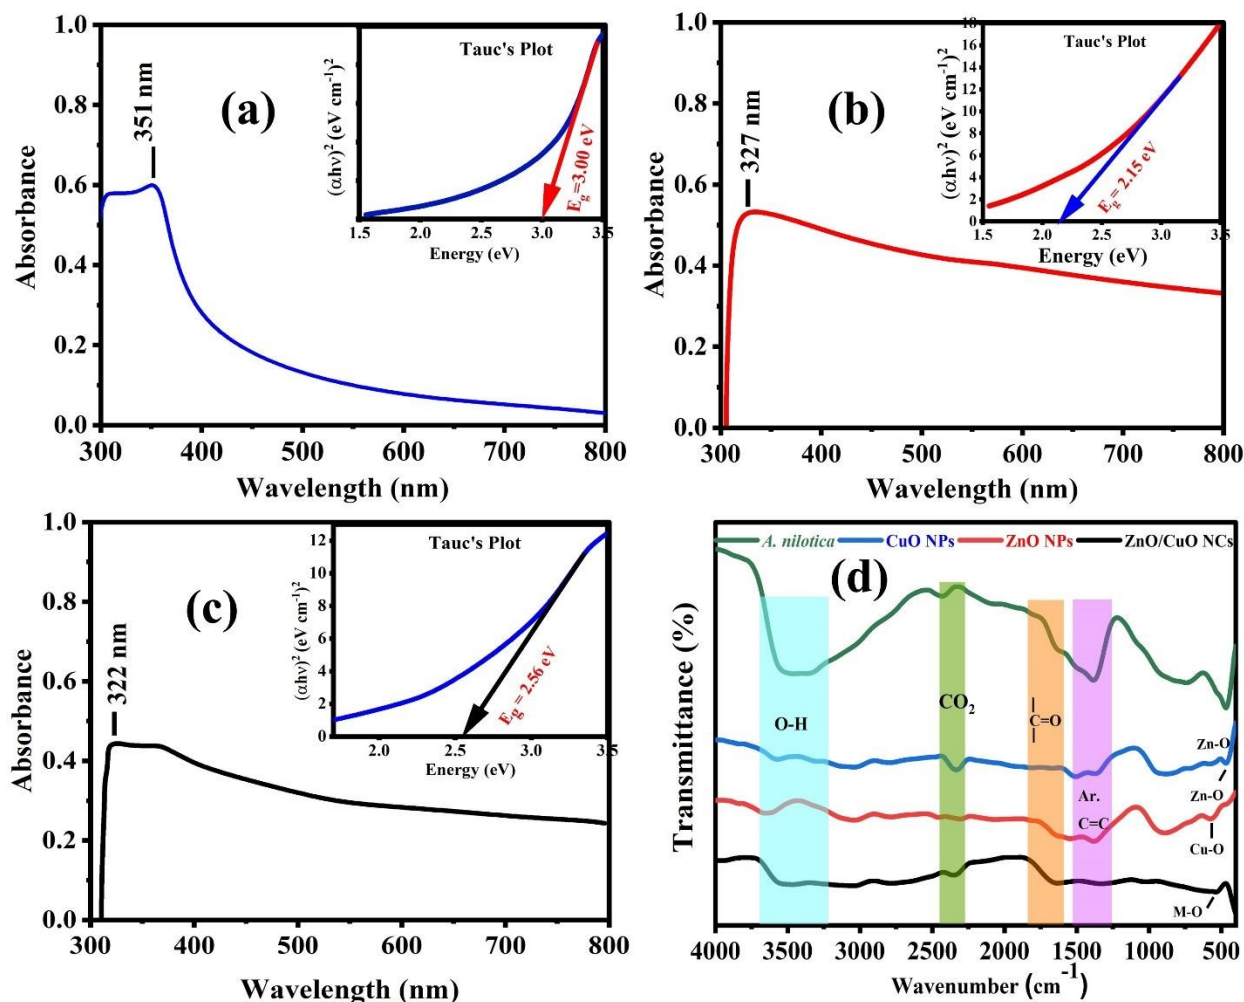 1.0
0.8
0.6
0.4
0.2
0.0
Absorbance
351 nm
(a)
Tauc's Plot
(αhν)² (eV cm⁻¹)²
E_g=3.00 eV
1.5 2.0 2.5 3.0 3.5
Energy (eV)
300 400 500 600 700 800
Wavelength (nm)
1.0
0.8
0.6
0.4
0.2
0.0
Absorbance
327 nm
(b)
Tauc's Plot
18
16
14
12
10
8
6
4
2
0
(αhν)² (eV cm⁻¹)²
E_g= 2.15 eV
1.5 2.0 2.5 3.0 3.5
Energy (eV)
300 400 500 600 700 800
Wavelength (nm)
1.0
0.8
0.6
0.4
0.2
0.0
Absorbance
322 nm
(c)
Tauc's Plot
12
10
8
6
4
2
0
(αhν)² (eV cm⁻¹)²
E_g = 2.56 eV
2.0 2.5 3.0 3.5
Energy (eV)
300 400 500 600 700 800
Wavelength (nm)
A. nilotica CuO NPs ZnO NPs ZnO/CuO NCs
(d)
Transmittance (%)
O-H
CO₂
C=O
Ar.
C=C
Zn-O
Zn-O
Cu-O
M-O
4000 3500 3000 2500 2000 1500 1000 500
Wavenumber (cm⁻¹)